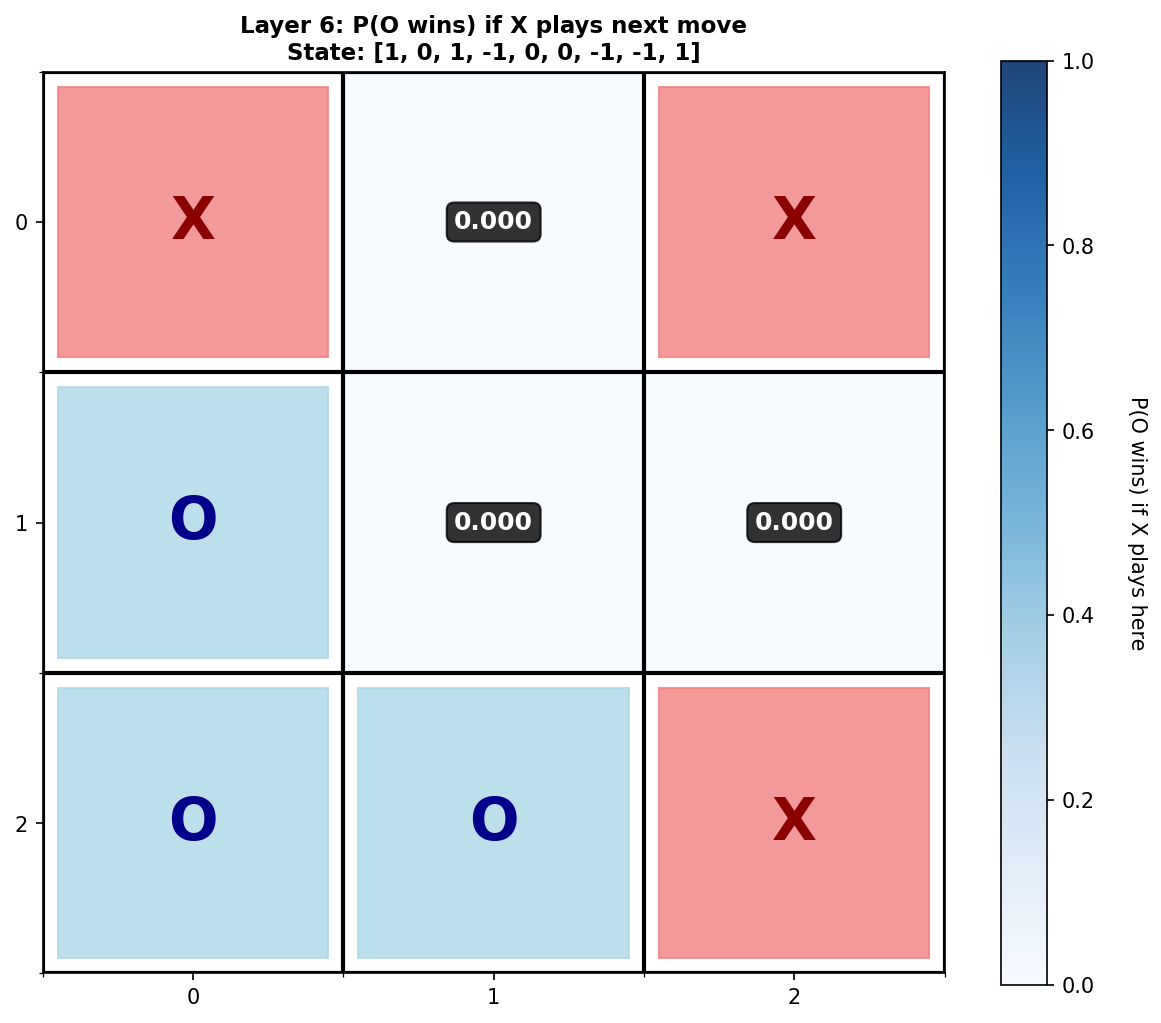 Layer 6: P(O wins) if X plays next move
State: [1, 0, 1, -1, 0, 0, -1, -1, 1]
X 0.000 X
O 0.000 0.000
O O X
0
1
2
0 1 2
1.0
0.8
0.6
0.4
0.2
0.0
P(O wins) if X plays here